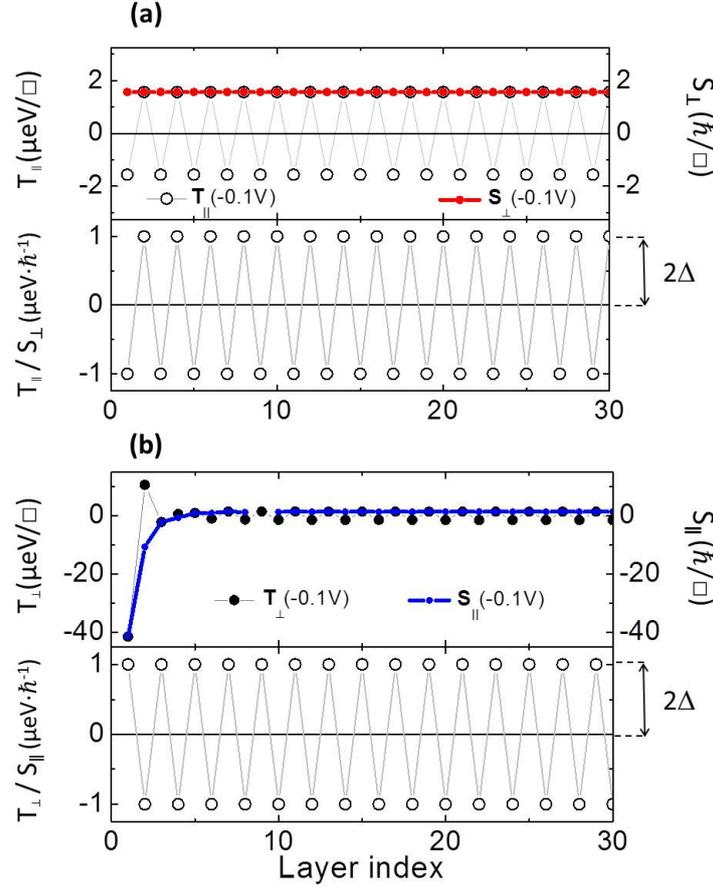 (a)
T∥(μeV/□)
2
0
-2
T∥(-0.1V)
S⊥(-0.1V)
2
0
-2
S⊥(ℏ/□)
T∥ / S⊥(μeV·ℏ⁻¹)
1
0
-1
2Δ
0
10
20
30
(b)
T⊥(μeV/□)
0
-20
-40
T⊥(-0.1V)
S∥(-0.1V)
0
-20
-40
S∥(ℏ/□)
T⊥ / S∥(μeV·ℏ⁻¹)
1
0
-1
2Δ
0
10
20
30
Layer index